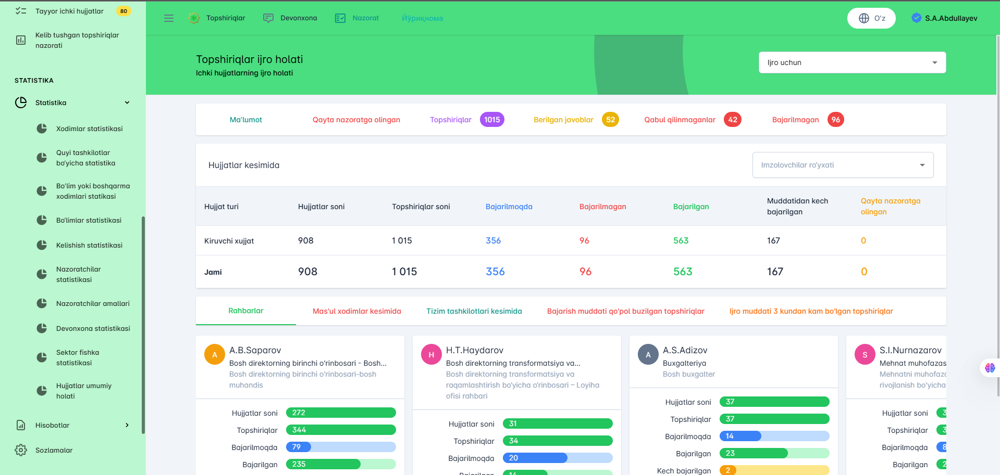 Tayyor ichki hujjatlar 80
Kelib tushgan topshiriqlar
nazorati
STATISTIKA
Statistika
Xodimlar statistikasi
Quyi tashkilotlar
bo‘yicha statistika
Bo‘lim yoki boshqarma
xodimlari statikasi
Bo‘limlar statistikasi
Kelishish statistikasi
Nazoratchilar
statistikasi
Nazoratchilar amallari
Devonxona statistikasi
Sektor fishka
statistikasi
Hujjatlar umumiy
holati
Hisobotlar
Sozlamalar
Topshiriqlar Devonxona Nazorat Йўриқнома O'z S.A.Abdullayev
Topshiriqlar ijro holati
Ichki hujjatlarning ijro holati
Ijro uchun
Ma’lumot Qayta nazoratga olingan Topshiriqlar 1015 Berilgan javoblar 52 Qabul qilinmaganlar 42 Bajarilmagan 96
Hujjatlar kesimida
Imzolovchilar ro‘yxati
Hujjat turi Hujjatlar soni Topshiriqlar soni Bajarilmoqda Bajarilmagan Bajarilgan Muddatidan kech bajarilgan Qayta nazoratga olingan
Kiruvchi xujjat 908 1 015 356 96 563 167 0
Jami 908 1 015 356 96 563 167 0
Rahbarlar Mas'ul xodimlar kesimida Tizim tashkilotlari kesimida Bajarish muddati qo'pol buzilgan topshiriqlar Ijro muddati 3 kundan kam bo'lgan topshiriqlar
A
A.B.Saparov
Bosh direktorning birinchi o'rinbosari - Bosh...
Bosh direktorning birinchi o'rinbosari-bosh
muhandis
Hujjatlar soni 272
Topshiriqlar 344
Bajarilmoqda 79
Bajarilgan 235
H
H.T.Haydarov
Bosh direktorning transformatsiya va...
Bosh direktorning transformatsiya va
raqamlashtirish bo‘yicha o‘rinbosari – Loyiha
ofisi rahbari
Hujjatlar soni 31
Topshiriqlar 34
Bajarilmoqda 20
Bajarilgan 14
A
A.S.Adizov
Buxgalteriya
Bosh buxgalter
Hujjatlar soni 37
Topshiriqlar 37
Bajarilmoqda 14
Bajarilgan 23
Kech bajarilgan 2
S
S.I.Nurnazarov
Mehnat muhofazas
Mehnatni muhofaza
rivojlanish bo'yicha
Hujjatlar soni 3
Topshiriqlar 3
Bajarilmoqda 8
Bajarilgan 2